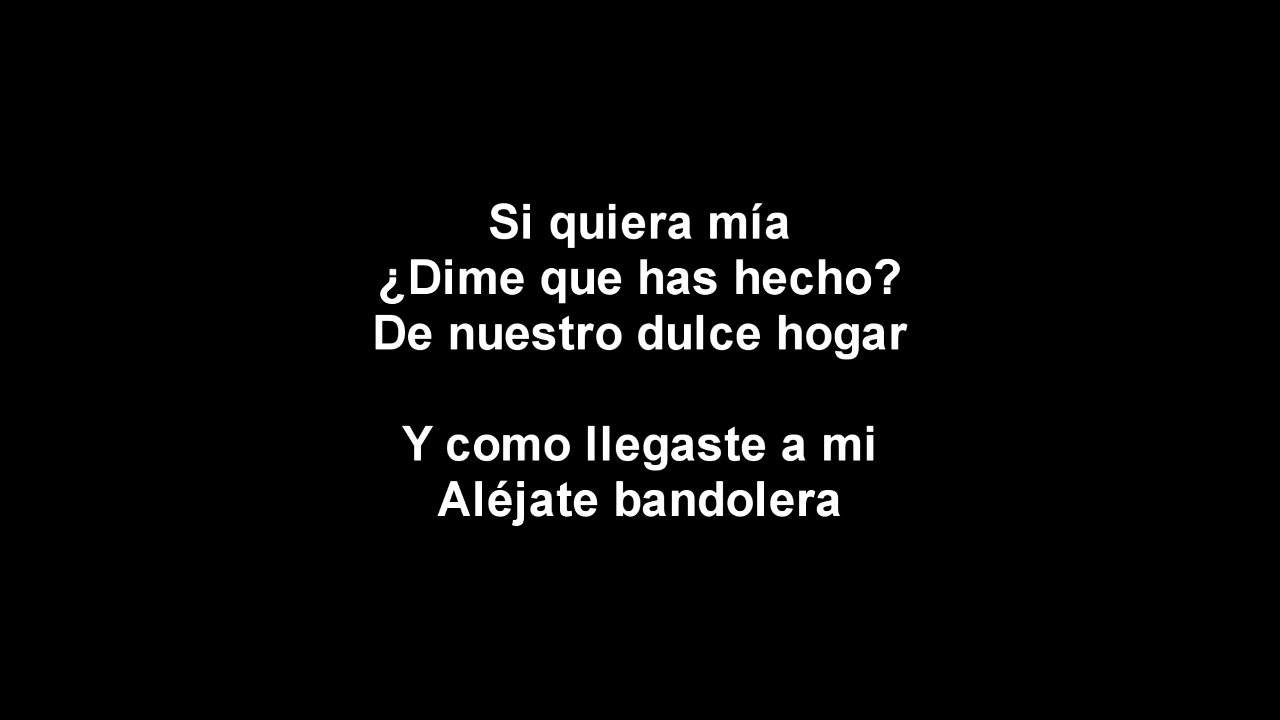 Si quiera mía
¿Dime que has hecho?
De nuestro dulce hogar
Y como llegaste a mi
Aléjate bandolera